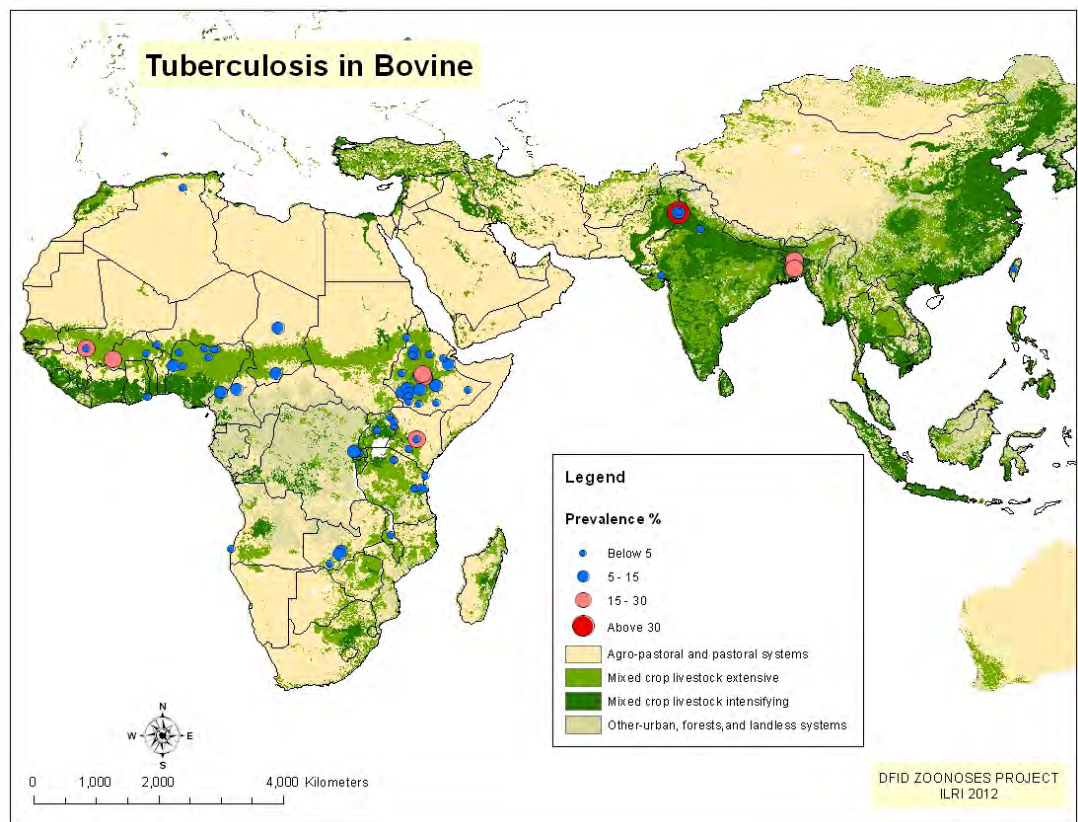 Tuberculosis in Bovine
Legend
Prevalence %
Below 5
5 - 15
15 - 30
Above 30
Agro-pastoral and pastoral systems
Mixed crop livestock extensive
Mixed crop livestock intensifying
Other-urban, forests,and landless systems
N
W E
S
0 1,000 2,000 4,000 Kilometers
DFID ZOONOSES PROJECT
ILRI 2012